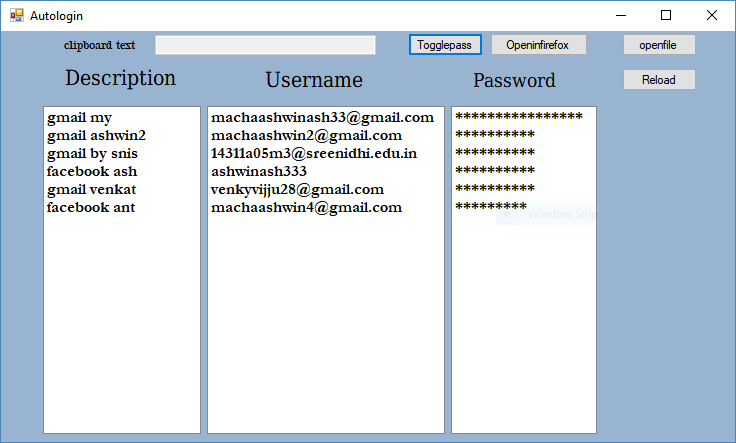 Autologin
clipboard text Togglepass Openinfirefox openfile
Description Username Password Reload
gmail my machaashwinash33@gmail.com ****************
gmail ashwin2 machaashwin2@gmail.com **********
gmail by snis 14311a05m3@sreenidhi.edu.in **********
facebook ash ashwinash333 **********
gmail venkat venkyvijju28@gmail.com **********
facebook ant machaashwin4@gmail.com *********
Window Snip